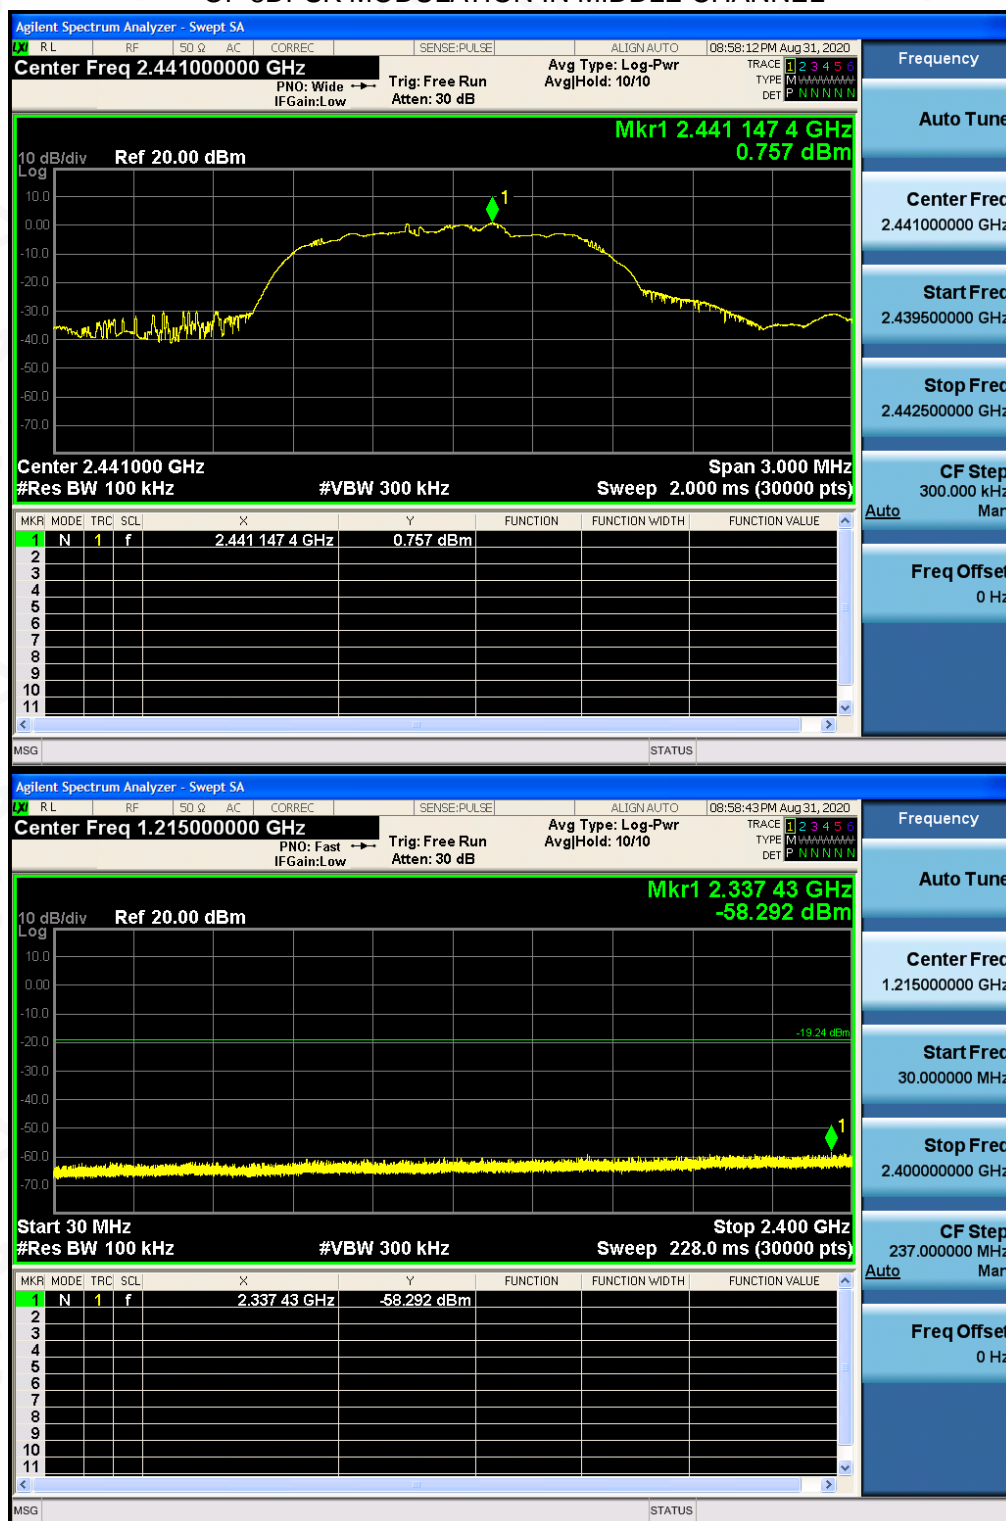 OF 8DPSK MODULATION IN MIDDLE CHANNEL
Agilent Spectrum Analyzer - Swept SA
LXI RL RF 50 Ω AC CORREC SENSE:PULSE ALIGN AUTO 08:58:12 PM Aug 31, 2020
Center Freq 2.441000000 GHz
PNO: Wide
IFGain:Low
Trig: Free Run
Atten: 30 dB
Avg Type: Log-Pwr
Avg|Hold: 10/10
TRACE 1 2 3 4 5 6
TYPE M
DET P N N N N N
Mkr1 2.441 147 4 GHz
0.757 dBm
10 dB/div Ref 20.00 dBm
Log
10.0
1
0.00
-10.0
-20.0
-30.0
-40.0
-50.0
-60.0
-70.0
Center 2.441000 GHz Span 3.000 MHz
#Res BW 100 kHz #VBW 300 kHz Sweep 2.000 ms (30000 pts)
MKR MODE TRC SCL X Y FUNCTION FUNCTION WIDTH FUNCTION VALUE
1 N 1 f 2.441 147 4 GHz 0.757 dBm
2
3
4
5
6
7
8
9
10
11
MSG STATUS
Frequency
Auto Tune
Center Freq
2.441000000 GHz
Start Freq
2.439500000 GHz
Stop Freq
2.442500000 GHz
CF Step
300.000 kHz
Auto Man
Freq Offset
0 Hz
Agilent Spectrum Analyzer - Swept SA
LXI RL RF 50 Ω AC CORREC SENSE:PULSE ALIGN AUTO 08:58:43 PM Aug 31, 2020
Center Freq 1.215000000 GHz
PNO: Fast
IFGain:Low
Trig: Free Run
Atten: 30 dB
Avg Type: Log-Pwr
Avg|Hold: 10/10
TRACE 1 2 3 4 5 6
TYPE M
DET P N N N N N
Mkr1 2.337 43 GHz
-58.292 dBm
10 dB/div Ref 20.00 dBm
Log
10.0
0.00
-10.0
-19.24 dBm
-20.0
-30.0
-40.0
-50.0
1
-60.0
-70.0
Start 30 MHz Stop 2.400 GHz
#Res BW 100 kHz #VBW 300 kHz Sweep 228.0 ms (30000 pts)
MKR MODE TRC SCL X Y FUNCTION FUNCTION WIDTH FUNCTION VALUE
1 N 1 f 2.337 43 GHz -58.292 dBm
2
3
4
5
6
7
8
9
10
11
MSG STATUS
Frequency
Auto Tune
Center Freq
1.215000000 GHz
Start Freq
30.000000 MHz
Stop Freq
2.400000000 GHz
CF Step
237.000000 MHz
Auto Man
Freq Offset
0 Hz